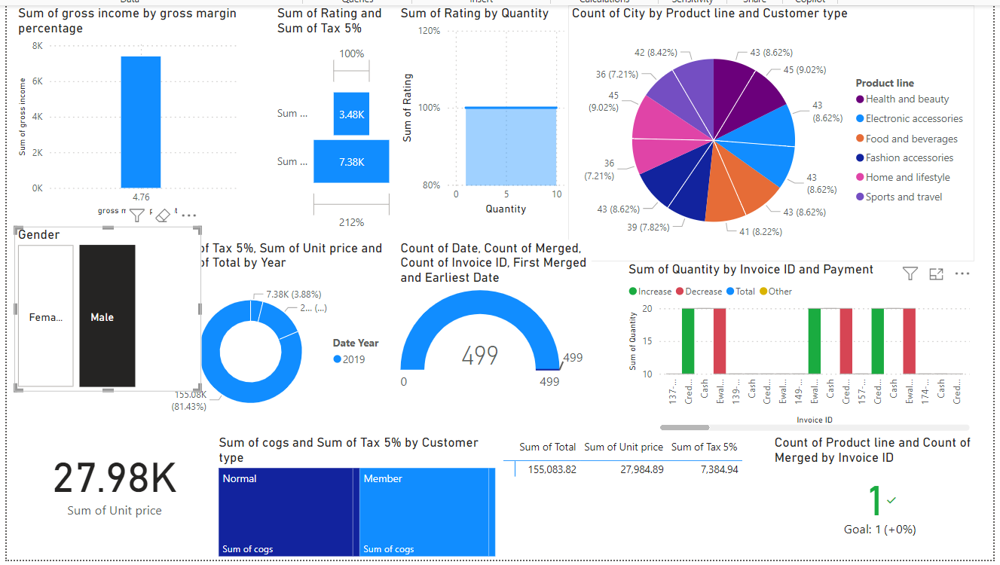 Data Queries Insert Calculations Sensitivity Share Copilot
Sum of gross income by gross margin
percentage
8K
6K
4K
2K
0K
Sum of gross income
4.76
gross m
Sum of Rating and
Sum of Tax 5%
100%
Sum ...
3.48K
Sum ...
7.38K
212%
Sum of Rating by Quantity
120%
100%
80%
Sum of Rating
0 5 10
Quantity
Count of City by Product line and Customer type
42 (8.42%)
43 (8.62%)
36 (7.21%)
45 (9.02%)
45
(9.02%)
43
(8.62%)
36
(7.21%)
43
(8.62%)
43 (8.62%)
43 (8.62%)
39 (7.82%)
41 (8.22%)
Product line
Health and beauty
Electronic accessories
Food and beverages
Fashion accessories
Home and lifestyle
Sports and travel
Gender
Fema...
Male
of Tax 5%, Sum of Unit price and
of Total by Year
7.38K (3.88%)
2... (...)
155.08K
(81.43%)
Date Year
2019
Count of Date, Count of Merged,
Count of Invoice ID, First Merged
and Earliest Date
499
499
0
499
Sum of Quantity by Invoice ID and Payment
Increase Decrease Total Other
20
15
10
Sum of Quantity
137-...
Cred...
Cash
Ewal...
139-...
Cash
Cred...
Ewal...
149-...
Ewal...
Cash
Cred...
157-...
Cred...
Cash
Ewal...
174-...
Cash
Cred...
Invoice ID
27.98K
Sum of Unit price
Sum of cogs and Sum of Tax 5% by Customer
type
Normal
Member
Sum of cogs
Sum of cogs
Sum of Total Sum of Unit price Sum of Tax 5%
155,083.82 27,984.89 7,384.94
Count of Product line and Count of
Merged by Invoice ID
1
Goal: 1 (+0%)